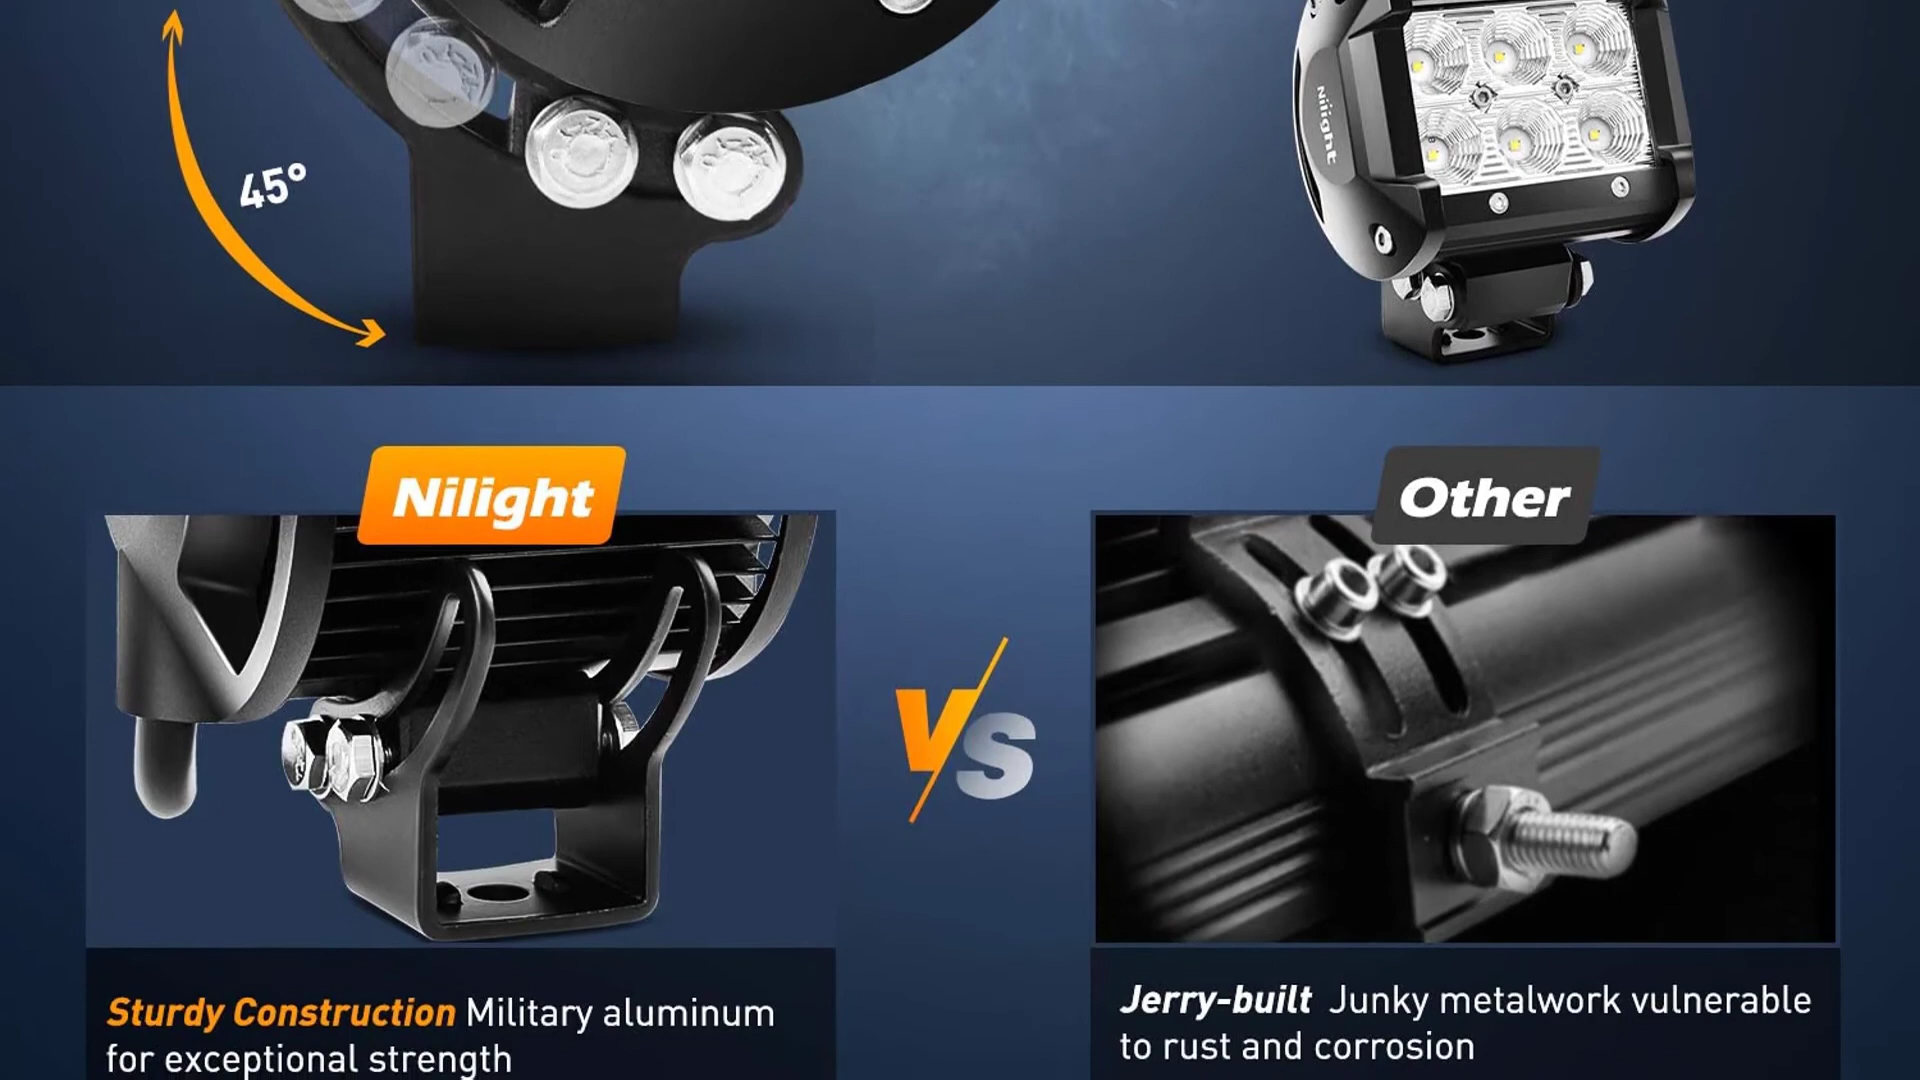 45°
Nilight
Nilight
Other
VS
Sturdy Construction Military aluminum
for exceptional strength
Jerry-built Junky metalwork vulnerable
to rust and corrosion